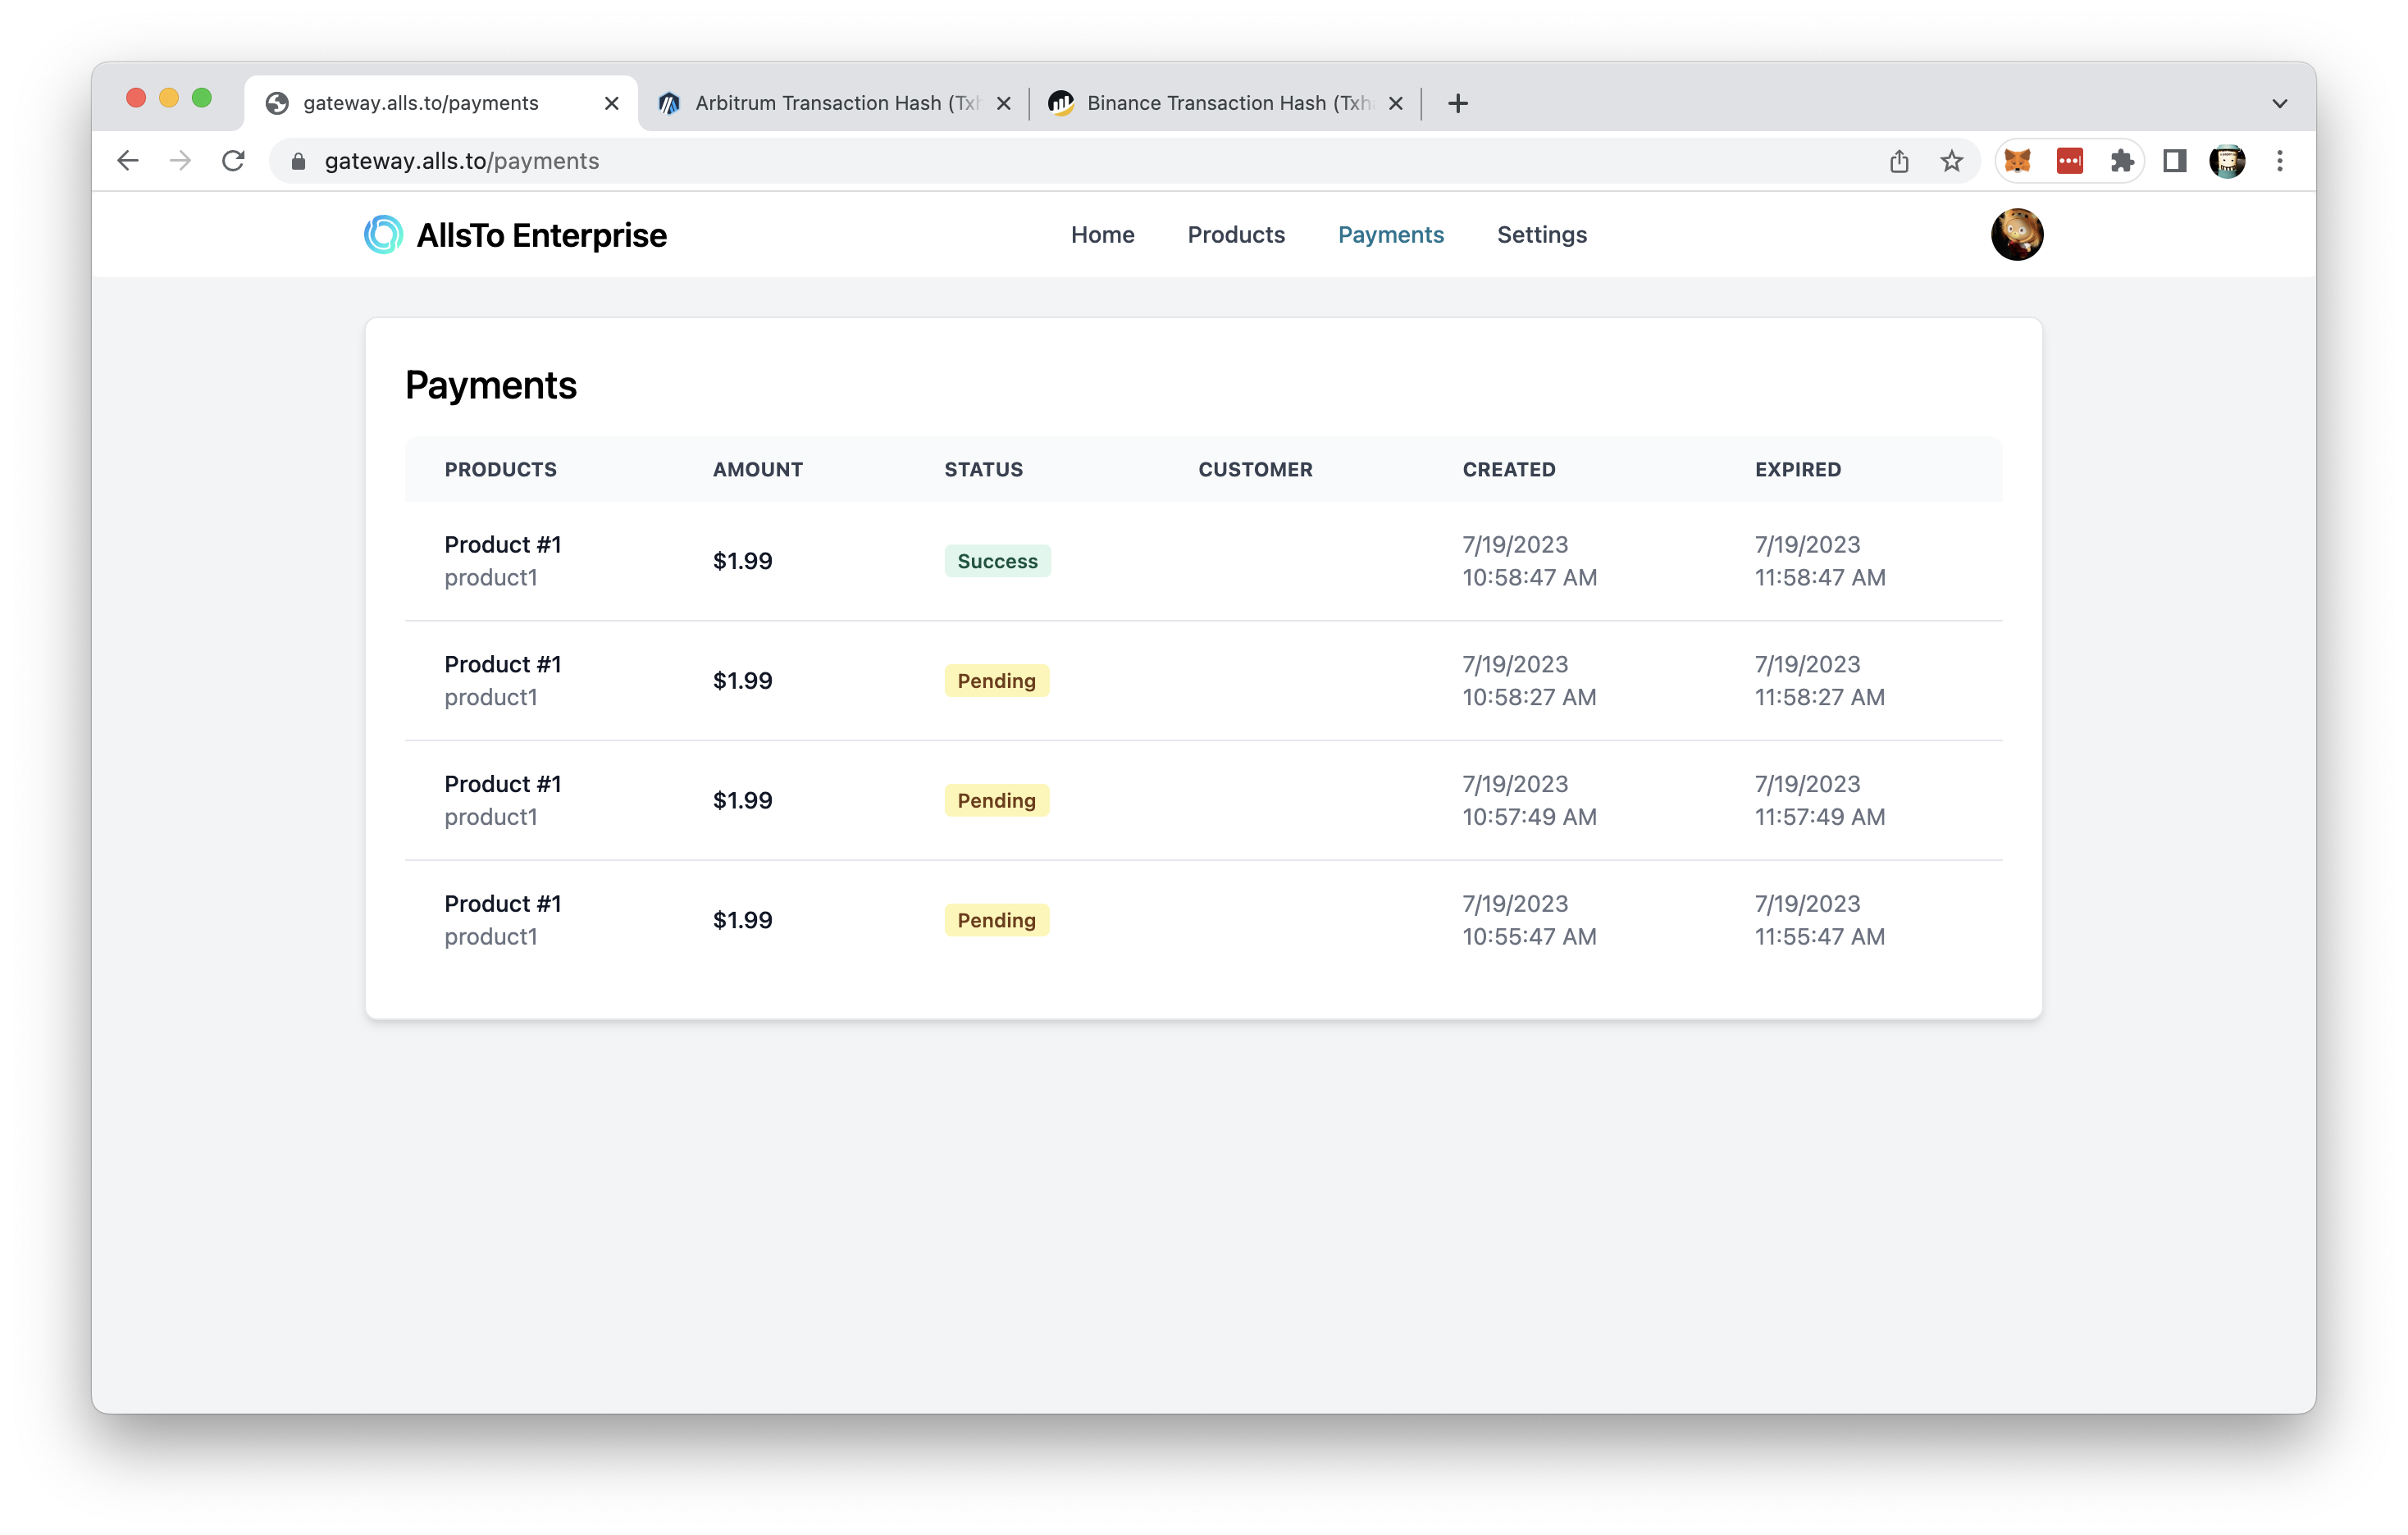 gateway.alls.to/payments
Arbitrum Transaction Hash (Txh
Binance Transaction Hash (Txh
gateway.alls.to/payments
AllsTo Enterprise
Home Products Payments Settings
Payments
PRODUCTS AMOUNT STATUS CUSTOMER CREATED EXPIRED
Product #1
product1
$1.99
Success
7/19/2023
10:58:47 AM
7/19/2023
11:58:47 AM
Product #1
product1
$1.99
Pending
7/19/2023
10:58:27 AM
7/19/2023
11:58:27 AM
Product #1
product1
$1.99
Pending
7/19/2023
10:57:49 AM
7/19/2023
11:57:49 AM
Product #1
product1
$1.99
Pending
7/19/2023
10:55:47 AM
7/19/2023
11:55:47 AM